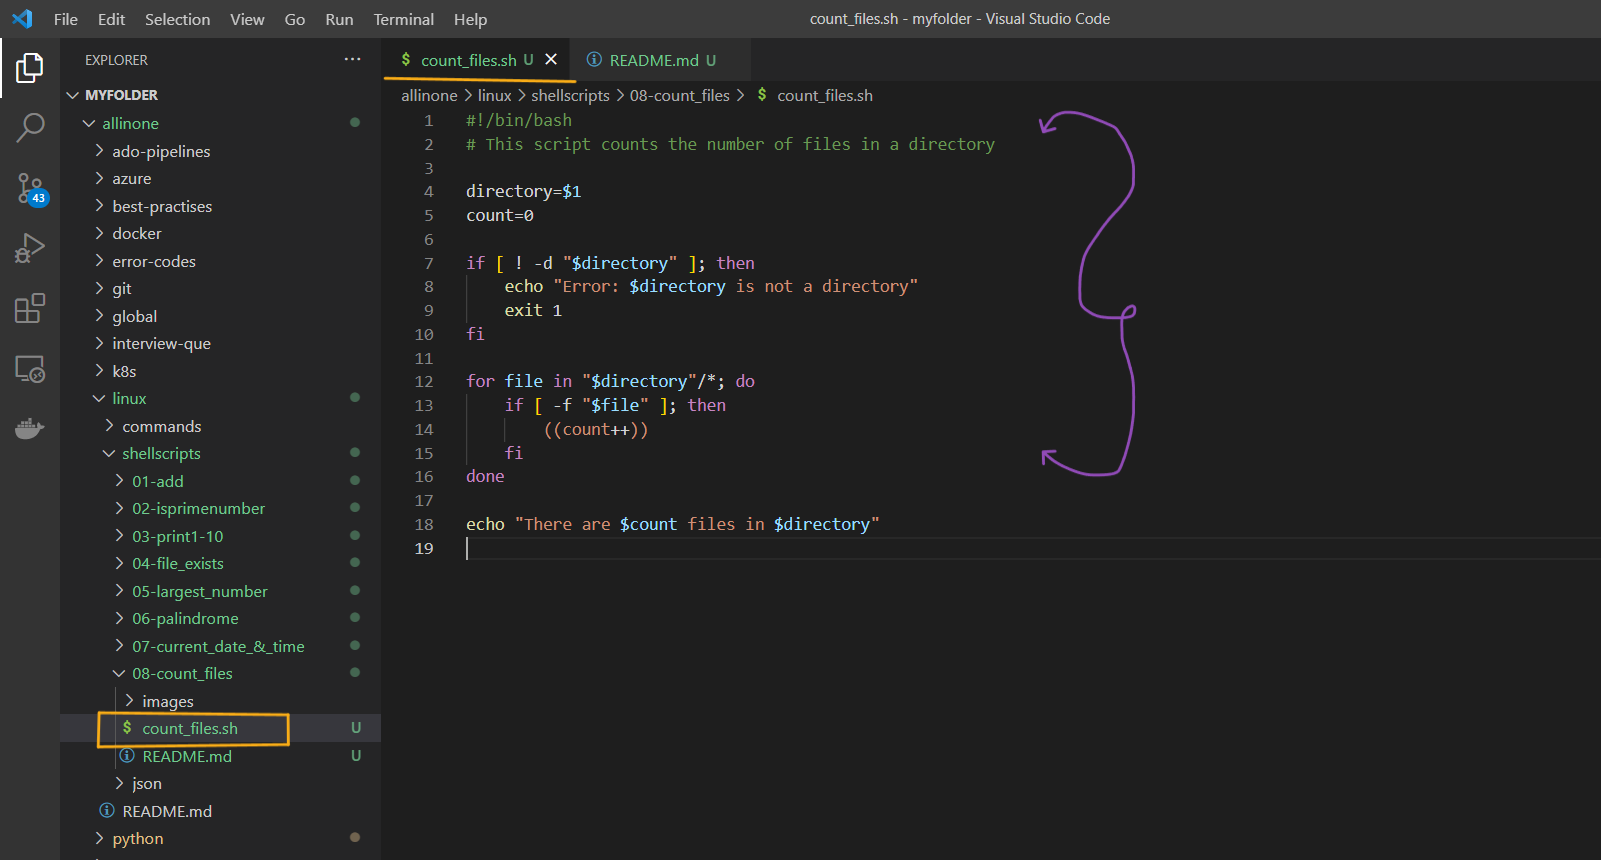 File Edit Selection View Go Run Terminal Help
count_files.sh - myfolder - Visual Studio Code
EXPLORER ···
MYFOLDER
allinone
ado-pipelines
azure
best-practises
docker
error-codes
git
global
interview-que
k8s
linux
commands
shellscripts
01-add
02-isprimenumber
03-print1-10
04-file_exists
05-largest_number
06-palindrome
07-current_date_&_time
08-count_files
images
$ count_files.sh U
README.md U
json
README.md
python
43
$ count_files.sh U × README.md U
allinone > linux > shellscripts > 08-count_files > $ count_files.sh
1 #!/bin/bash
2 # This script counts the number of files in a directory
3
4 directory=$1
5 count=0
6
7 if [ ! -d "$directory" ]; then
8 echo "Error: $directory is not a directory"
9 exit 1
10 fi
11
12 for file in "$directory"/*; do
13 if [ -f "$file" ]; then
14 ((count++))
15 fi
16 done
17
18 echo "There are $count files in $directory"
19